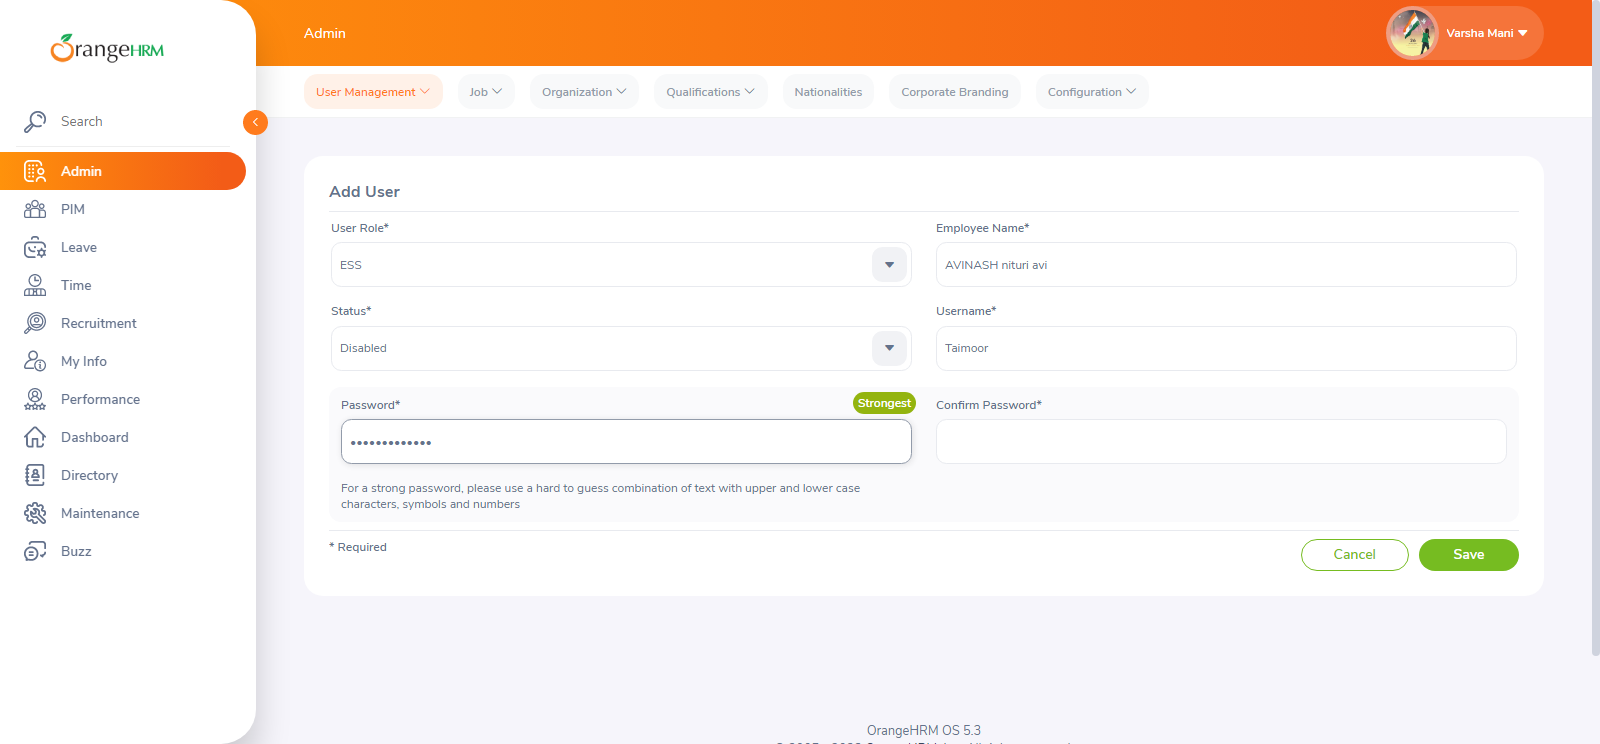 OrangeHRM
Admin
Varsha Mani
User Management
Job
Organization
Qualifications
Nationalities
Corporate Branding
Configuration
Search
Admin
PIM
Leave
Time
Recruitment
My Info
Performance
Dashboard
Directory
Maintenance
Buzz
Add User
User Role*
Employee Name*
ESS
AVINASH nituri avi
Status*
Username*
Disabled
Taimoor
Password*
Strongest
Confirm Password*
For a strong password, please use a hard to guess combination of text with upper and lower case
characters, symbols and numbers
* Required
Cancel
Save
OrangeHRM OS 5.3